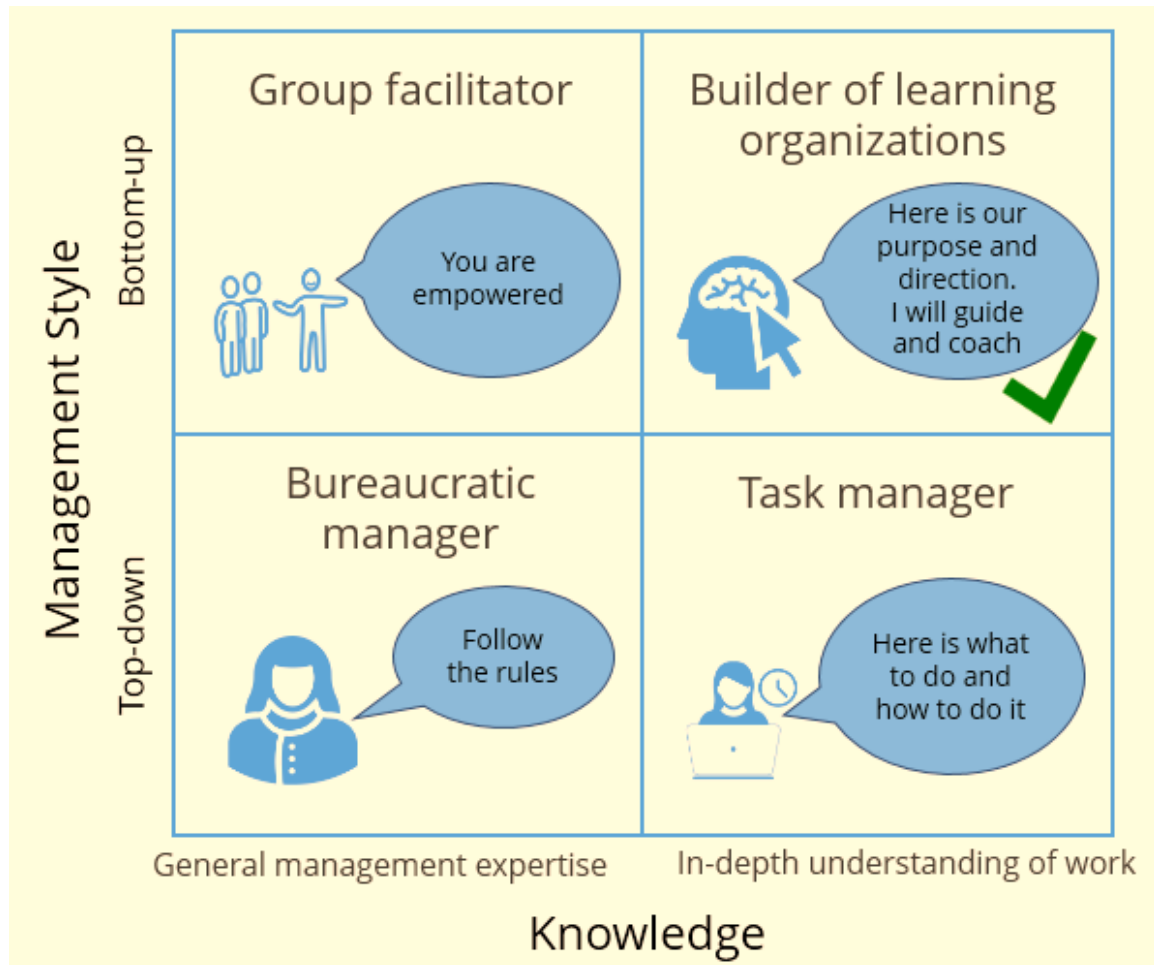 Group facilitator
Builder of learning
organizations
Bottom-up
You are
empowered
Here is our
purpose and
direction.
I will guide
and coach
Management Style
Bureaucratic
manager
Task manager
Top-down
Follow
the rules
Here is what
to do and
how to do it
General management expertise
In-depth understanding of work
Knowledge